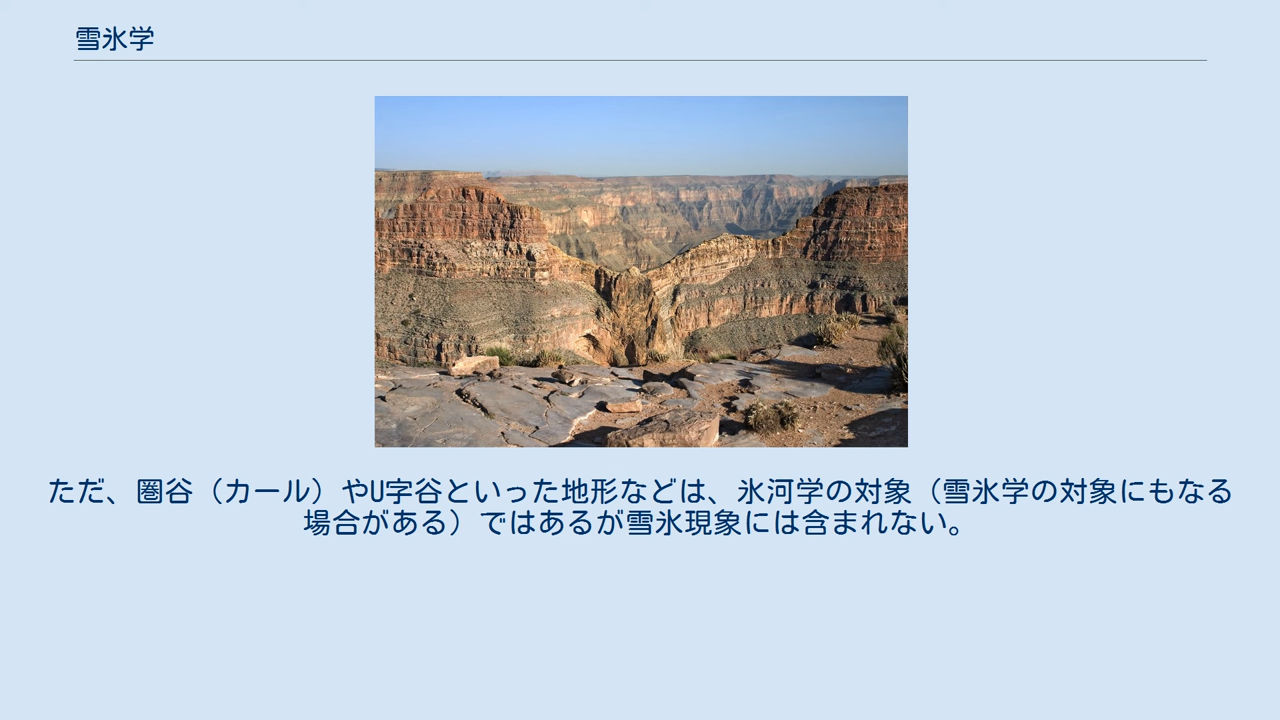 雪氷学
ただ、圏谷（カール）やU字谷といった地形などは、氷河学の対象（雪氷学の対象にもなる
場合がある）ではあるが雪氷現象には含まれない。